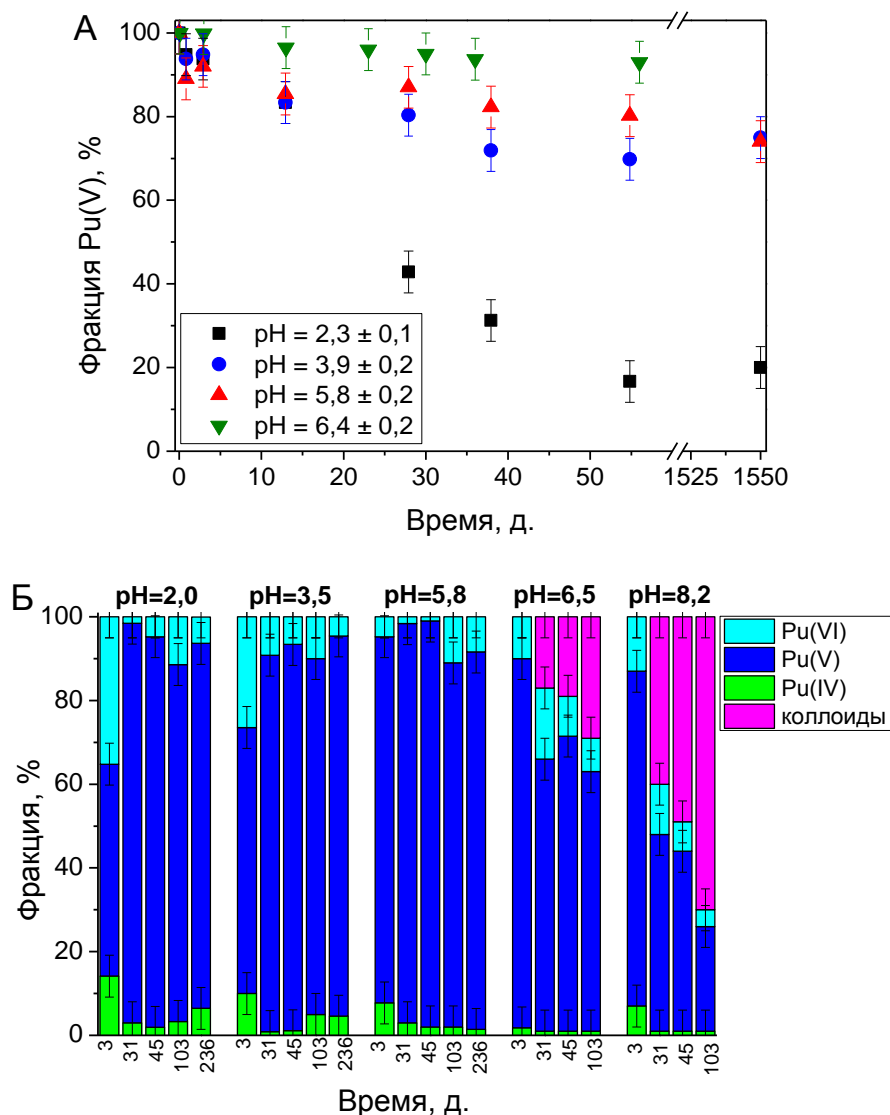 А
Фракция Pu(V), %
100
80
60
40
20
0
pH = 2,3 ± 0,1
pH = 3,9 ± 0,2
pH = 5,8 ± 0,2
pH = 6,4 ± 0,2
0 10 20 30 40 50 1525 1550
Время, д.
Б
pH=2,0 pH=3,5 pH=5,8 pH=6,5 pH=8,2
Фракция, %
100
80
60
40
20
0
Pu(VI)
Pu(V)
Pu(IV)
коллоиды
3 31 45 103 236 3 31 45 103 236 3 31 45 103 236 3 31 45 103 3 31 45 103
Время, д.